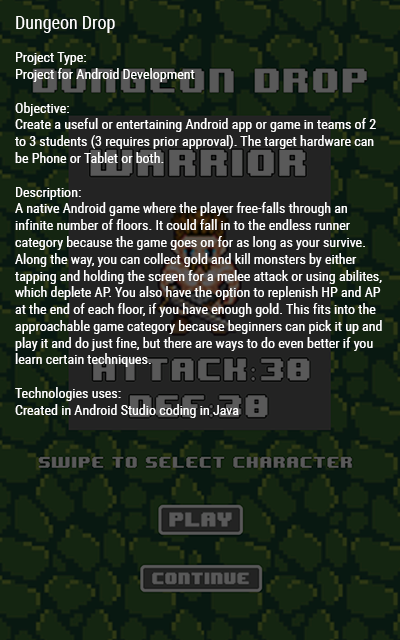 Dungeon Drop
Project Type:
Project for Android Development
DUNGEON DROP
Objective:
Create a useful or entertaining Android app or game in teams of 2
to 3 students (3 requires prior approval). The target hardware can
be Phone or Tablet or both.
WARRIOR
Description:
A native Android game where the player free-falls through an
infinite number of floors. It could fall in to the endless runner
category because the game goes on for as long as your survive.
Along the way, you can collect gold and kill monsters by either
tapping and holding the screen for a melee attack or using abilites,
which deplete AP. You also have the option to replenish HP and AP
at the end of each floor, if you have enough gold. This fits into the
approachable game category because beginners can pick it up and
play it and do just fine, but there are ways to do even better if you
learn certain techniques.
ATTACK:38
Technologies uses:
Created in Android Studio coding in Java
DEF:38
SWIPE TO SELECT CHARACTER
PLAY
CONTINUE